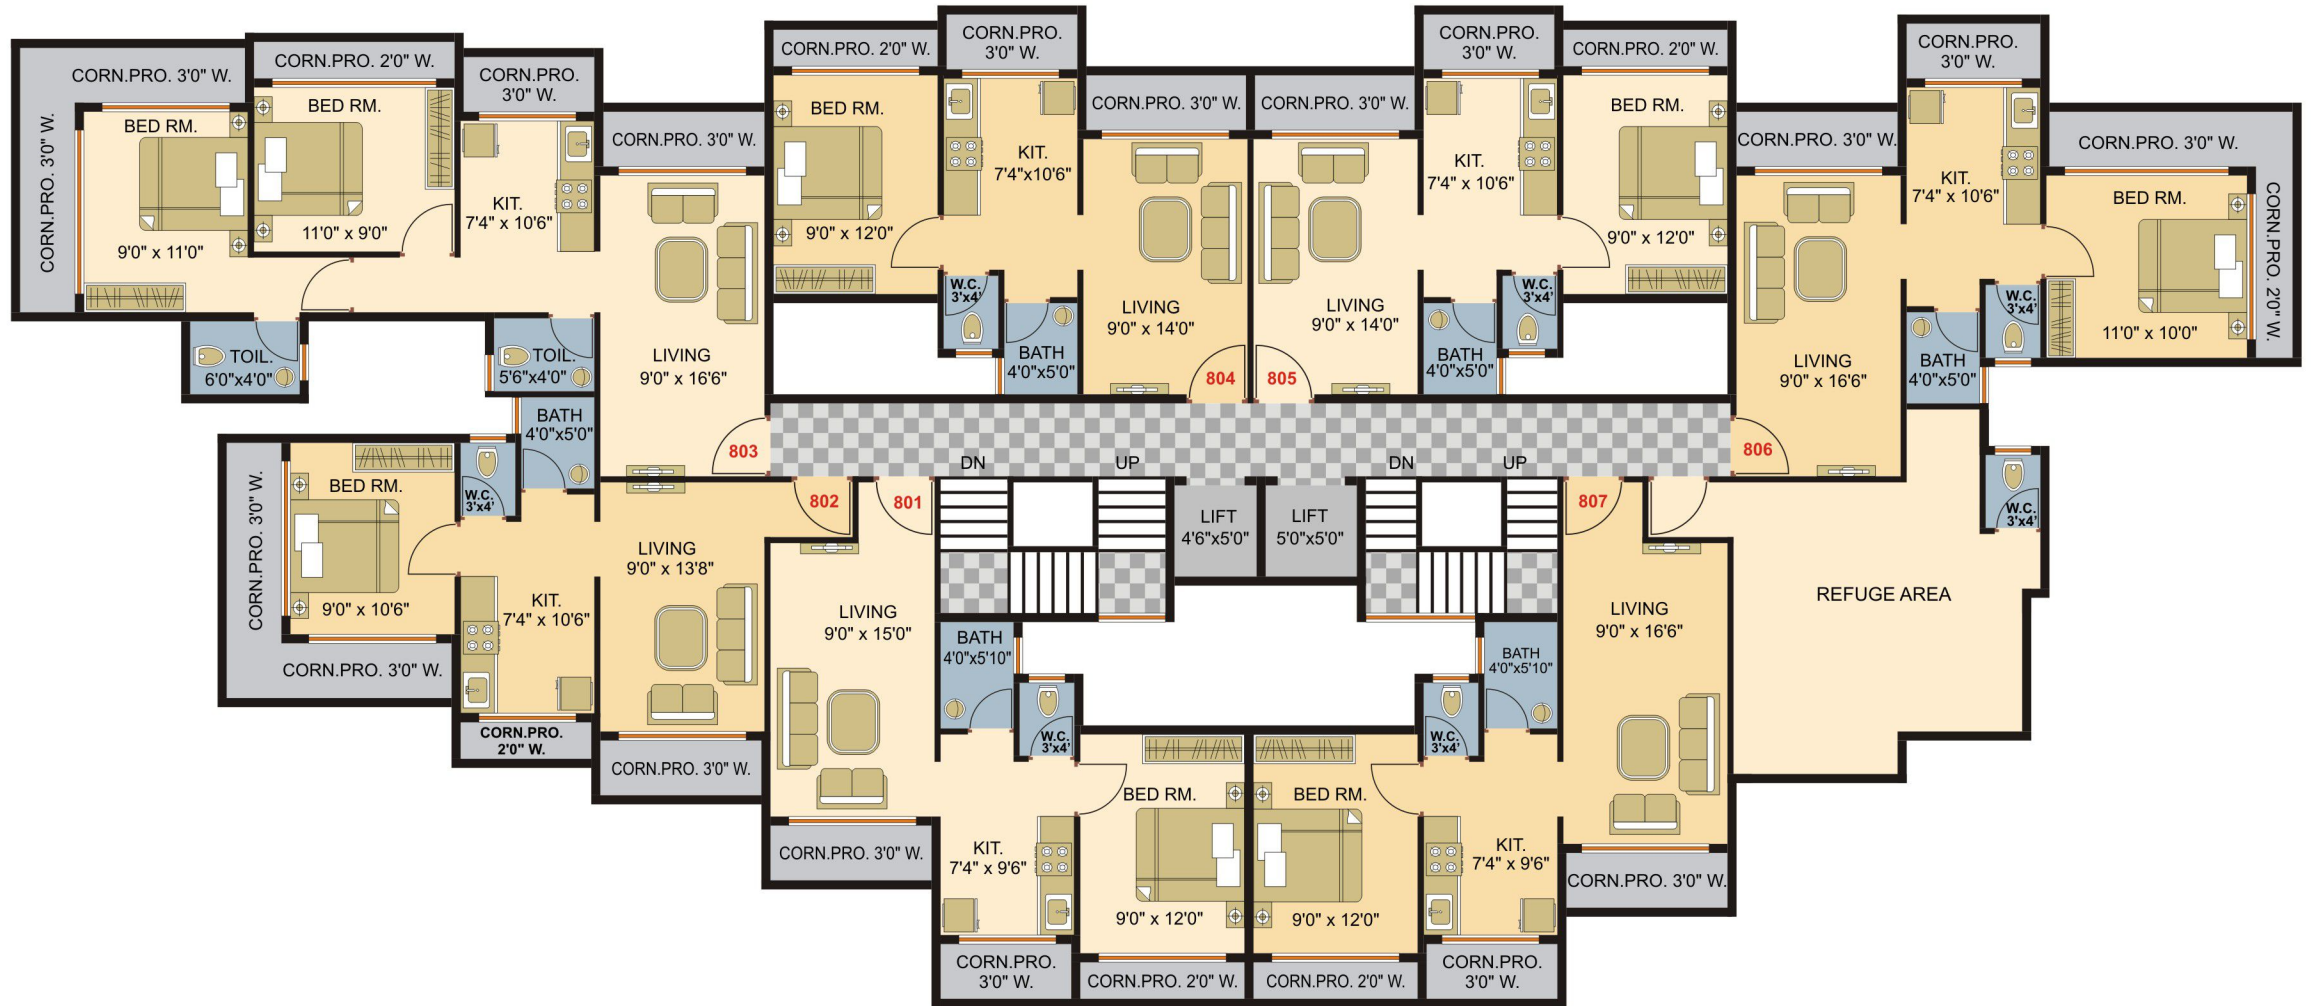 CORN.PRO. 3'0" W.
CORN.PRO. 3'0" W.
BED RM.
9'0" x 11'0"
CORN.PRO. 2'0" W.
BED RM.
11'0" x 9'0"
CORN.PRO.
3'0" W.
KIT.
7'4" x 10'6"
CORN.PRO. 3'0" W.
LIVING
9'0" x 16'6"
TOIL.
6'0"x4'0"
TOIL.
5'6"x4'0"
803
CORN.PRO. 2'0" W.
BED RM.
9'0" x 12'0"
CORN.PRO.
3'0" W.
KIT.
7'4"x10'6"
W.C.
3'x4'
BATH
4'0"x5'0"
CORN.PRO. 3'0" W.
LIVING
9'0" x 14'0"
804
CORN.PRO. 3'0" W.
LIVING
9'0" x 14'0"
805
CORN.PRO.
3'0" W.
KIT.
7'4" x 10'6"
BATH
4'0"x5'0"
W.C.
3'x4'
CORN.PRO. 2'0" W.
BED RM.
9'0" x 12'0"
CORN.PRO. 3'0" W.
LIVING
9'0" x 16'6"
806
CORN.PRO.
3'0" W.
KIT.
7'4" x 10'6"
BATH
4'0"x5'0"
W.C.
3'x4'
CORN.PRO. 3'0" W.
BED RM.
11'0" x 10'0"
CORN.PRO. 2'0" W.
DN
UP
DN
UP
LIFT
4'6"x5'0"
LIFT
5'0"x5'0"
BATH
4'0"x5'0"
W.C.
3'x4'
CORN.PRO. 3'0" W.
BED RM.
9'0" x 10'6"
CORN.PRO. 3'0" W.
KIT.
7'4" x 10'6"
CORN.PRO.
2'0" W.
LIVING
9'0" x 13'8"
CORN.PRO. 3'0" W.
802
801
LIVING
9'0" x 15'0"
CORN.PRO. 3'0" W.
BATH
4'0"x5'10"
W.C.
3'x4'
KIT.
7'4" x 9'6"
CORN.PRO.
3'0" W.
BED RM.
9'0" x 12'0"
CORN.PRO. 2'0" W.
BED RM.
9'0" x 12'0"
CORN.PRO. 2'0" W.
W.C.
3'x4'
BATH
4'0"x5'10"
KIT.
7'4" x 9'6"
CORN.PRO.
3'0" W.
807
LIVING
9'0" x 16'6"
CORN.PRO. 3'0" W.
REFUGE AREA
W.C.
3'x4'